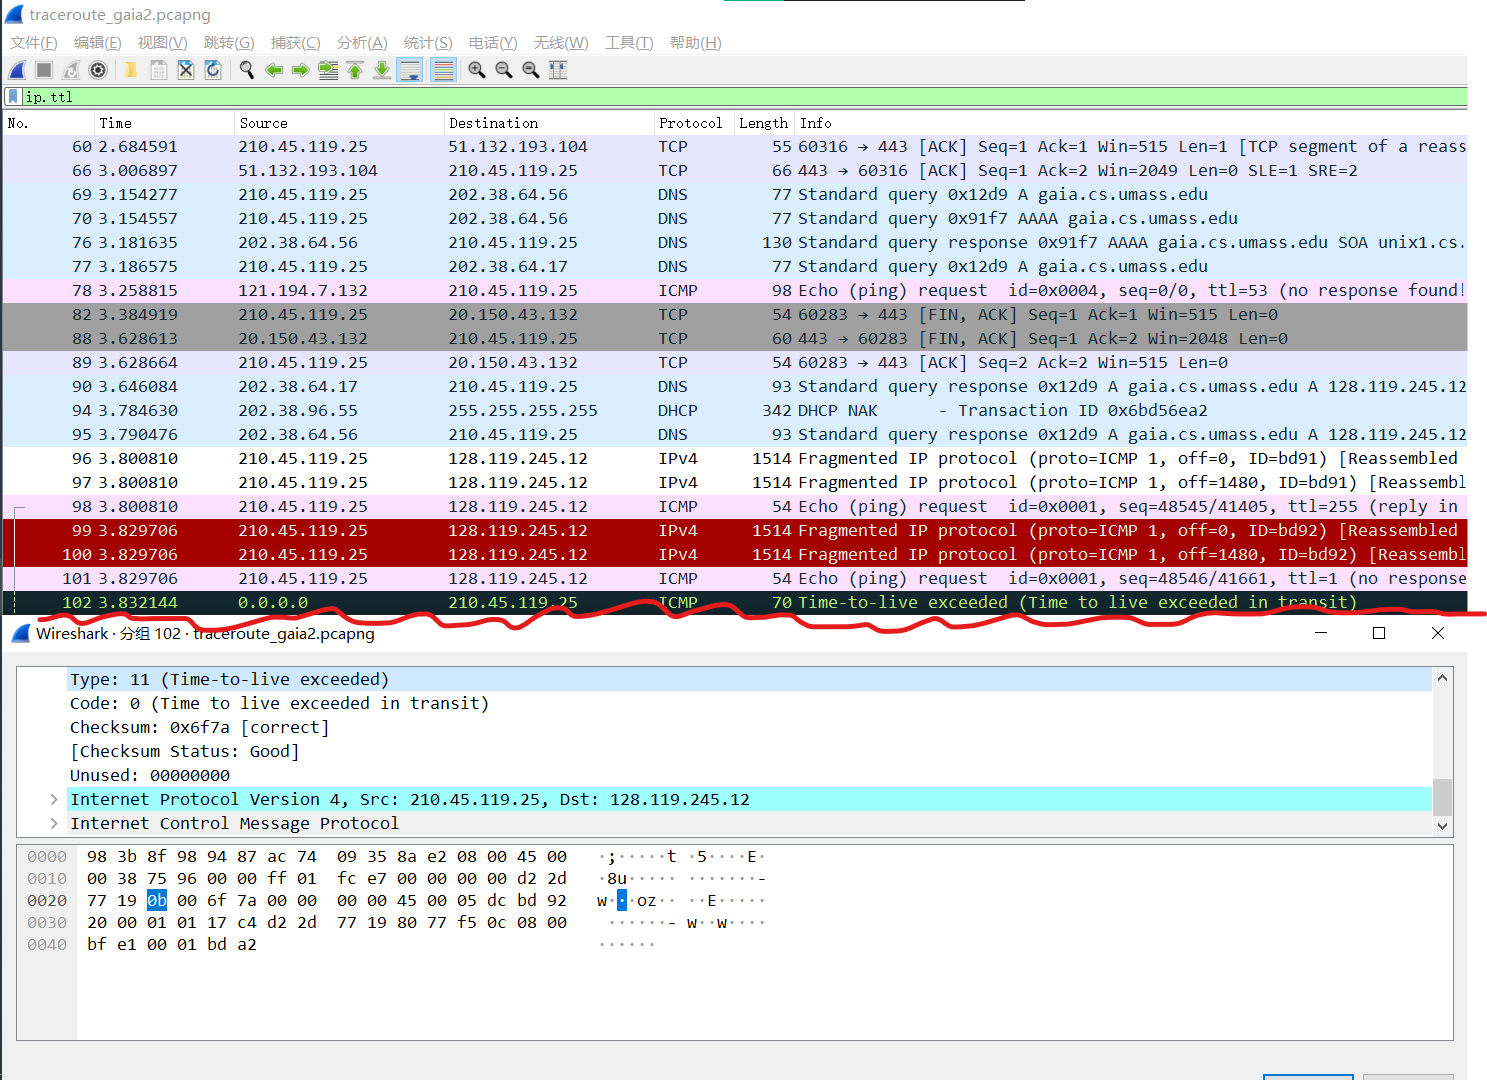 traceroute_gaia2.pcapng
文件(F) 编辑(E) 视图(V) 跳转(G) 捕获(C) 分析(A) 统计(S) 电话(Y) 无线(W) 工具(T) 帮助(H)
ip.ttl
No. Time Source Destination Protocol Length Info
60 2.684591 210.45.119.25 51.132.193.104 TCP 55 60316 → 443 [ACK] Seq=1 Ack=1 Win=515 Len=1 [TCP segment of a reass
66 3.006897 51.132.193.104 210.45.119.25 TCP 66 443 → 60316 [ACK] Seq=1 Ack=2 Win=2049 Len=0 SLE=1 SRE=2
69 3.154277 210.45.119.25 202.38.64.56 DNS 77 Standard query 0x12d9 A gaia.cs.umass.edu
70 3.154557 210.45.119.25 202.38.64.56 DNS 77 Standard query 0x91f7 AAAA gaia.cs.umass.edu
76 3.181635 202.38.64.56 210.45.119.25 DNS 130 Standard query response 0x91f7 AAAA gaia.cs.umass.edu SOA unix1.cs.
77 3.186575 210.45.119.25 202.38.64.17 DNS 77 Standard query 0x12d9 A gaia.cs.umass.edu
78 3.258815 121.194.7.132 210.45.119.25 ICMP 98 Echo (ping) request id=0x0004, seq=0/0, ttl=53 (no response found!
82 3.384919 210.45.119.25 20.150.43.132 TCP 54 60283 → 443 [FIN, ACK] Seq=1 Ack=1 Win=515 Len=0
88 3.628613 20.150.43.132 210.45.119.25 TCP 60 443 → 60283 [FIN, ACK] Seq=1 Ack=2 Win=2048 Len=0
89 3.628664 210.45.119.25 20.150.43.132 TCP 54 60283 → 443 [ACK] Seq=2 Ack=2 Win=515 Len=0
90 3.646084 202.38.64.17 210.45.119.25 DNS 93 Standard query response 0x12d9 A gaia.cs.umass.edu A 128.119.245.12
94 3.784630 202.38.96.55 255.255.255.255 DHCP 342 DHCP NAK - Transaction ID 0x6bd56ea2
95 3.790476 202.38.64.56 210.45.119.25 DNS 93 Standard query response 0x12d9 A gaia.cs.umass.edu A 128.119.245.12
96 3.800810 210.45.119.25 128.119.245.12 IPv4 1514 Fragmented IP protocol (proto=ICMP 1, off=0, ID=bd91) [Reassembled
97 3.800810 210.45.119.25 128.119.245.12 IPv4 1514 Fragmented IP protocol (proto=ICMP 1, off=1480, ID=bd91) [Reassembl
98 3.800810 210.45.119.25 128.119.245.12 ICMP 54 Echo (ping) request id=0x0001, seq=48545/41405, ttl=255 (reply in
99 3.829706 210.45.119.25 128.119.245.12 IPv4 1514 Fragmented IP protocol (proto=ICMP 1, off=0, ID=bd92) [Reassembled
100 3.829706 210.45.119.25 128.119.245.12 IPv4 1514 Fragmented IP protocol (proto=ICMP 1, off=1480, ID=bd92) [Reassembl
101 3.829706 210.45.119.25 128.119.245.12 ICMP 54 Echo (ping) request id=0x0001, seq=48546/41661, ttl=1 (no response
102 3.832144 0.0.0.0 210.45.119.25 ICMP 70 Time-to-live exceeded (Time to live exceeded in transit)
Wireshark · 分组 102 · traceroute_gaia2.pcapng
Type: 11 (Time-to-live exceeded)
Code: 0 (Time to live exceeded in transit)
Checksum: 0x6f7a [correct]
[Checksum Status: Good]
Unused: 00000000
Internet Protocol Version 4, Src: 210.45.119.25, Dst: 128.119.245.12
Internet Control Message Protocol
0000 98 3b 8f 98 94 87 ac 74 09 35 8a e2 08 00 45 00 ·;·····t ·5····E·
0010 00 38 75 96 00 00 ff 01 fc e7 00 00 00 00 d2 2d ·8u····· ·······-
0020 77 19 0b 00 6f 7a 00 00 00 00 45 00 05 dc bd 92 w···oz·· ··E·····
0030 20 00 01 01 17 c4 d2 2d 77 19 80 77 f5 0c 08 00 ······- w··w····
0040 bf e1 00 01 bd a2 ······